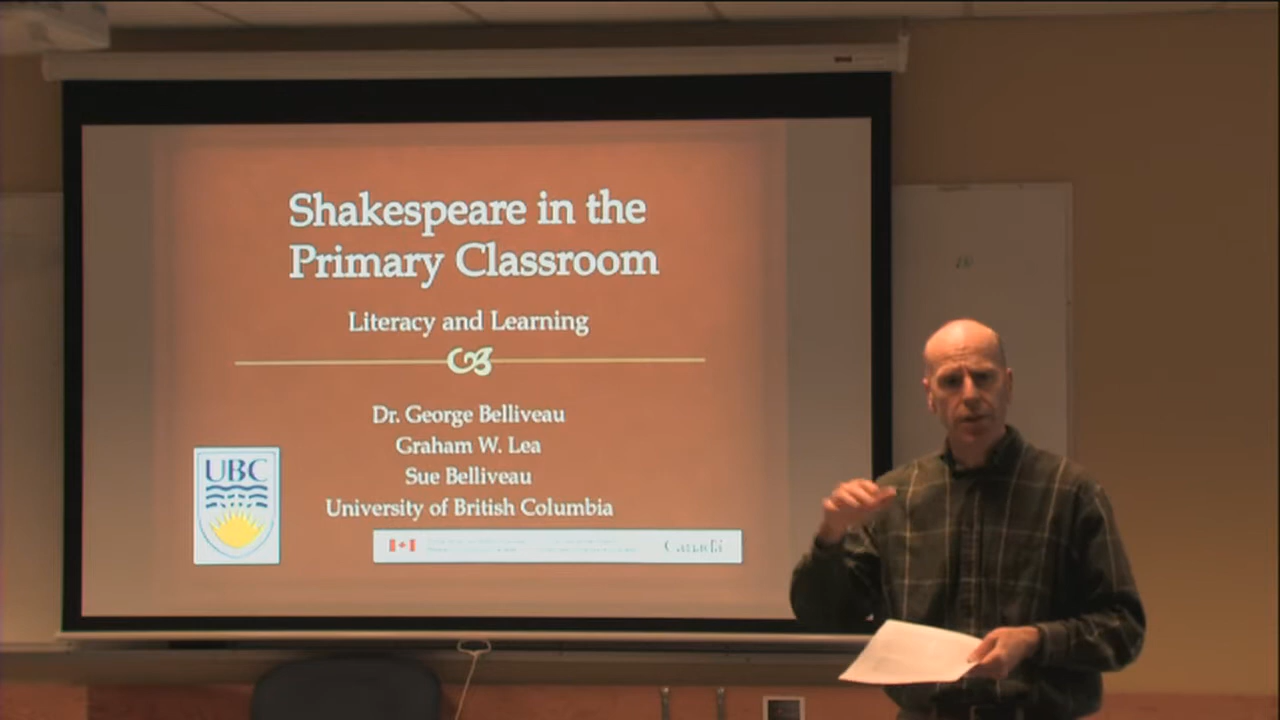 Shakespeare in the
Primary Classroom
Literacy and Learning
Dr. George Belliveau
Graham W. Lea
Sue Belliveau
University of British Columbia
UBC
Canada